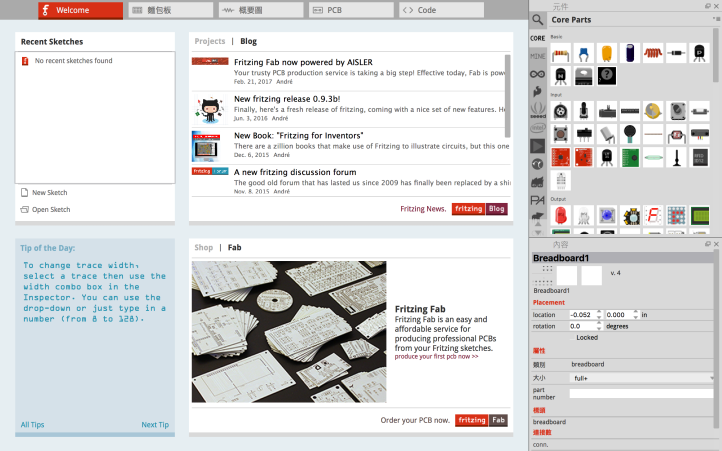 Welcome
麵包板
概要圖
PCB
Code
Recent Sketches
No recent sketches found
New Sketch
Open Sketch
Projects | Blog
Fritzing Fab now powered by AISLER
Your trusty PCB production service is taking a big step! Effective today, Fab is powe
Feb. 21, 2017 André
New fritzing release 0.9.3b!
Finally, here's a fresh release of fritzing, coming with a nice set of new features. He
Jun. 3, 2016 André
New Book: "Fritzing for Inventors"
There are a zillion books that make use of Fritzing to illustrate circuits, but this one
Dec. 6, 2015 André
A new fritzing discussion forum
The good old forum that has lasted us since 2009 has finally been replaced by a shin
Nov. 8, 2015 André
Fritzing News.
fritzing Blog
Tip of the Day:
To change trace width,
select a trace then use the
width combo box in the
Inspector. You can use the
drop-down or just type in a
number (from 8 to 128).
All Tips
Next Tip
Shop | Fab
Fritzing Fab
Fritzing Fab is an easy and
affordable service for
producing professional PCBs
from your Fritzing sketches.
produce your first pcb now >>
Order your PCB now.
fritzing Fab
元件
Core Parts
CORE
MINE
Basic
Input
Output
seeed
intel
內容
Breadboard1
v. 4
Breadboard1
Placement
location -0.052 0.000 in
rotation 0.0 degrees
Locked
屬性
類別 breadboard
大小 full+
part
number
標頭
breadboard
連接數
conn.